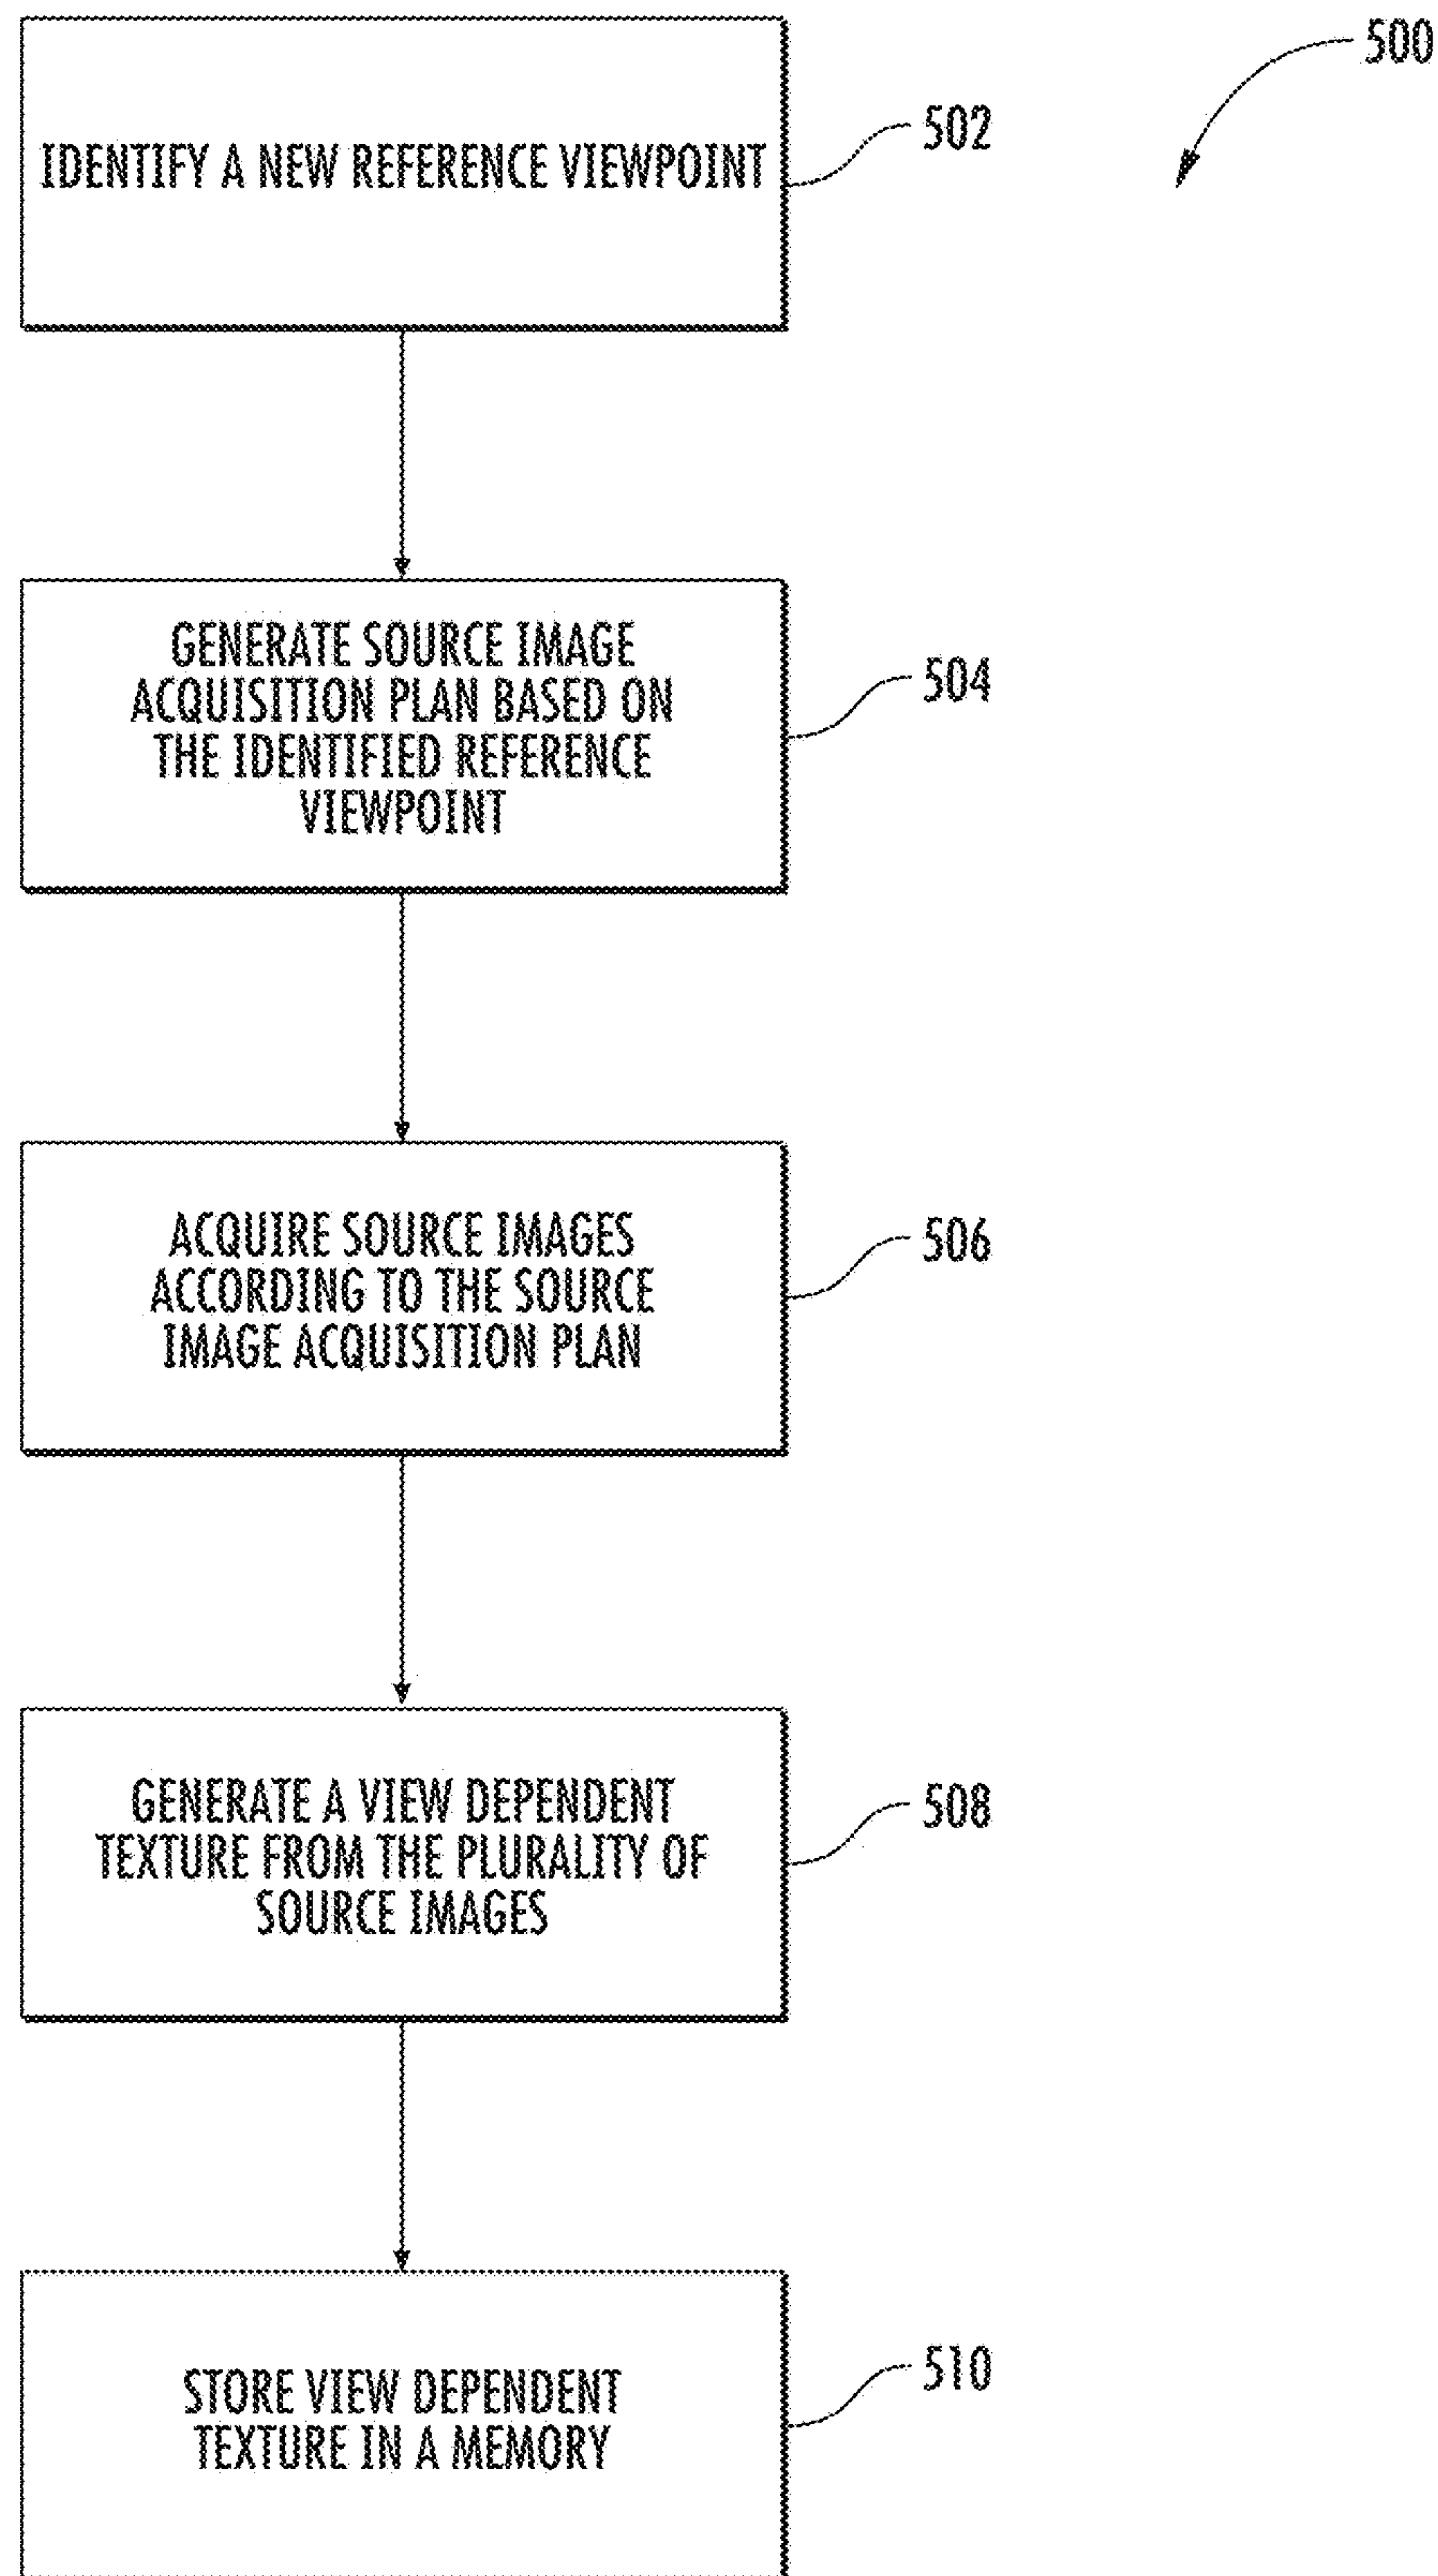 500
IDENTIFY A NEW REFERENCE VIEWPOINT
502
GENERATE SOURCE IMAGE
ACQUISITION PLAN BASED ON
THE IDENTIFIED REFERENCE
VIEWPOINT
504
ACQUIRE SOURCE IMAGES
ACCORDING TO THE SOURCE
IMAGE ACQUISITION PLAN
506
GENERATE A VIEW DEPENDENT
TEXTURE FROM THE PLURALITY OF
SOURCE IMAGES
508
STORE VIEW DEPENDENT
TEXTURE IN A MEMORY
510